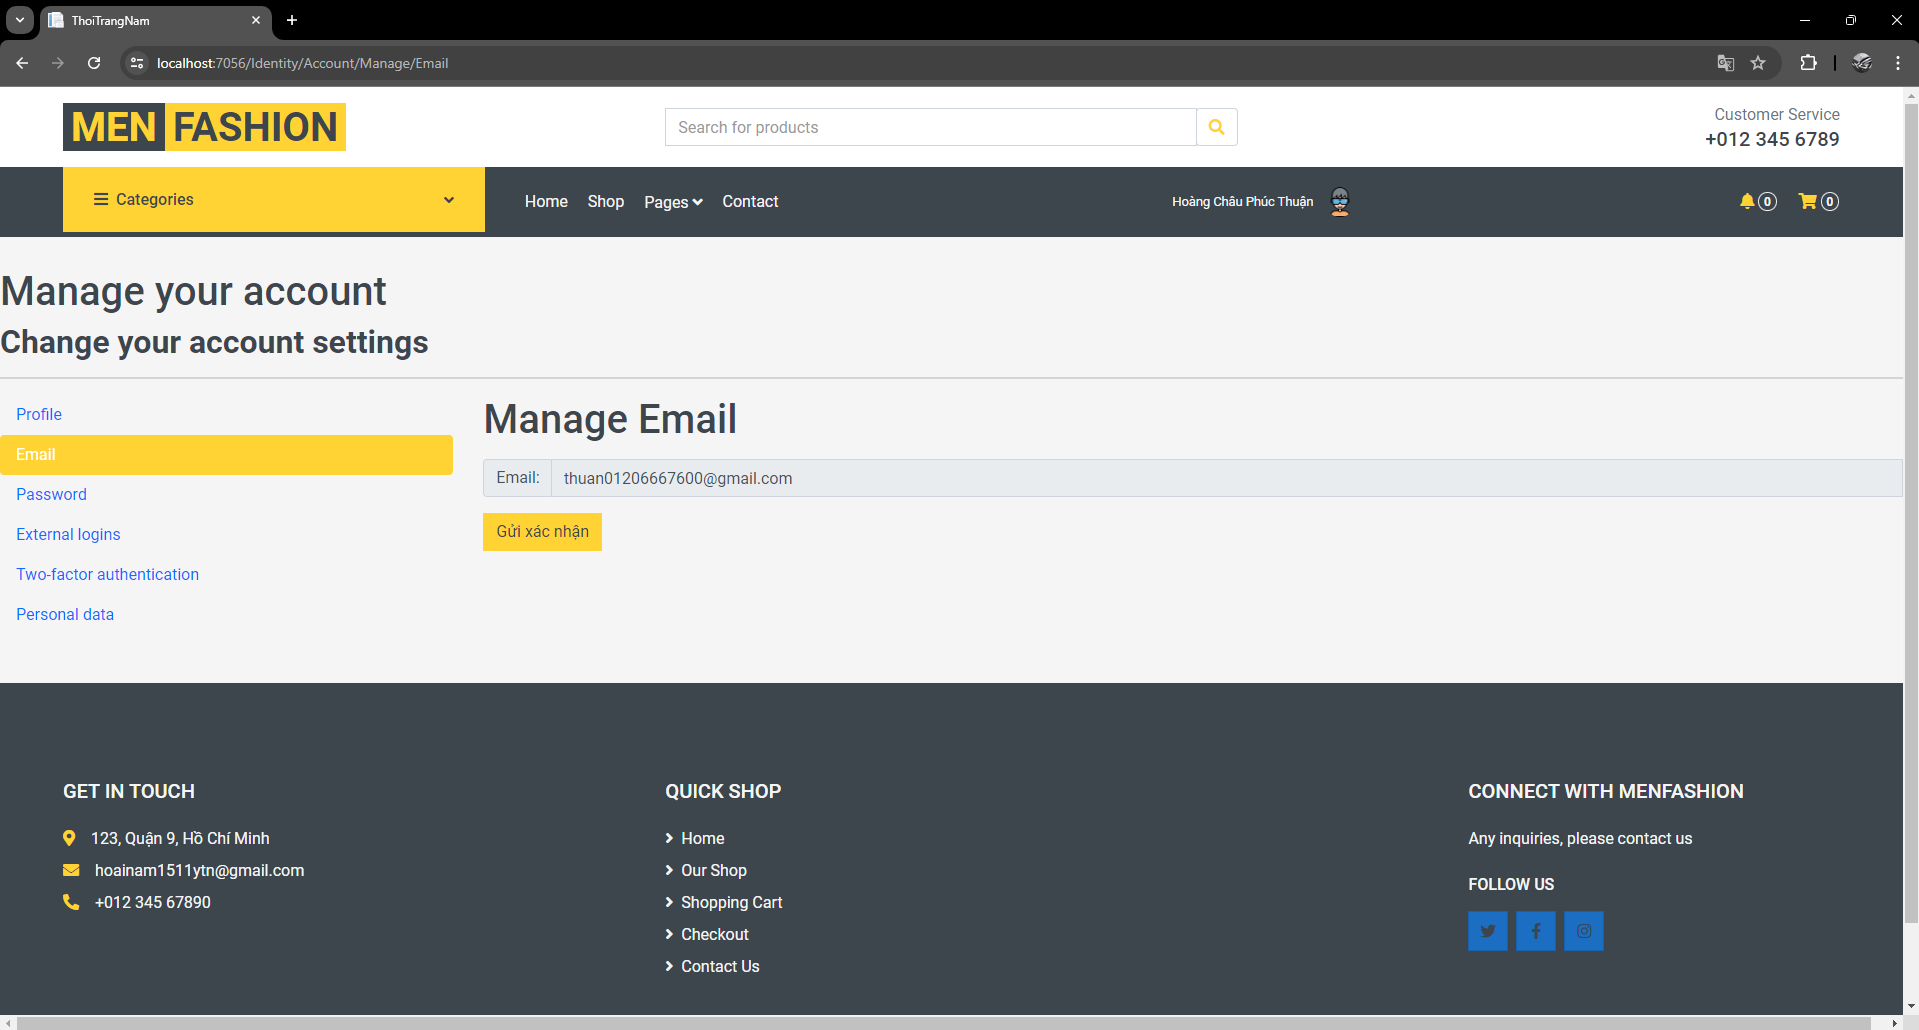 ThoiTrangNam
localhost:7056/Identity/Account/Manage/Email
MEN FASHION
Search for products
Customer Service
+012 345 6789
Categories
Home Shop Pages Contact
Hoàng Châu Phúc Thuận
0 0
Manage your account
Change your account settings
Profile
Email
Password
External logins
Two-factor authentication
Personal data
Manage Email
Email: thuan01206667600@gmail.com
Gửi xác nhận
GET IN TOUCH
123, Quận 9, Hồ Chí Minh
hoainam1511ytn@gmail.com
+012 345 67890
QUICK SHOP
Home
Our Shop
Shopping Cart
Checkout
Contact Us
CONNECT WITH MENFASHION
Any inquiries, please contact us
FOLLOW US